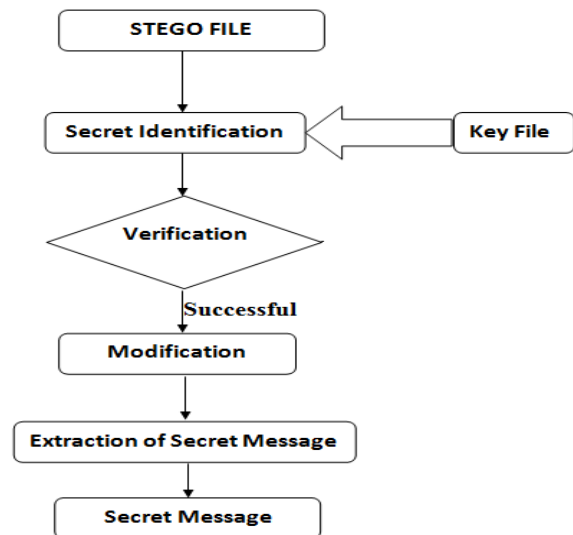 STEGO FILE
Secret Identification
Key File
Verification
Successful
Modification
Extraction of Secret Message
Secret Message